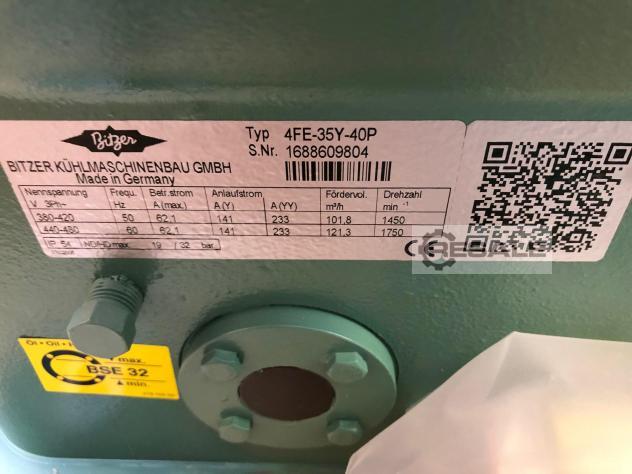 Bitzer
BITZER KÜHLMASCHINENBAU GMBH
Made in Germany
Typ 4FE-35Y-40P
S.Nr. 1688609804
Nennspannung Frequ. Betr.strom Anlaufstrom Fördervol. Drehzahl
V 3Ph~ Hz A (max.) A (Y) A (YY) m³/h min -1
380-420 50 62,1 141 233 101,8 1450
440-480 60 62,1 141 233 121,3 1750
IP 54 ND/HD max 19 / 32 bar
CE REGALE
Öl • Oil •
max.
BSE 32
min.